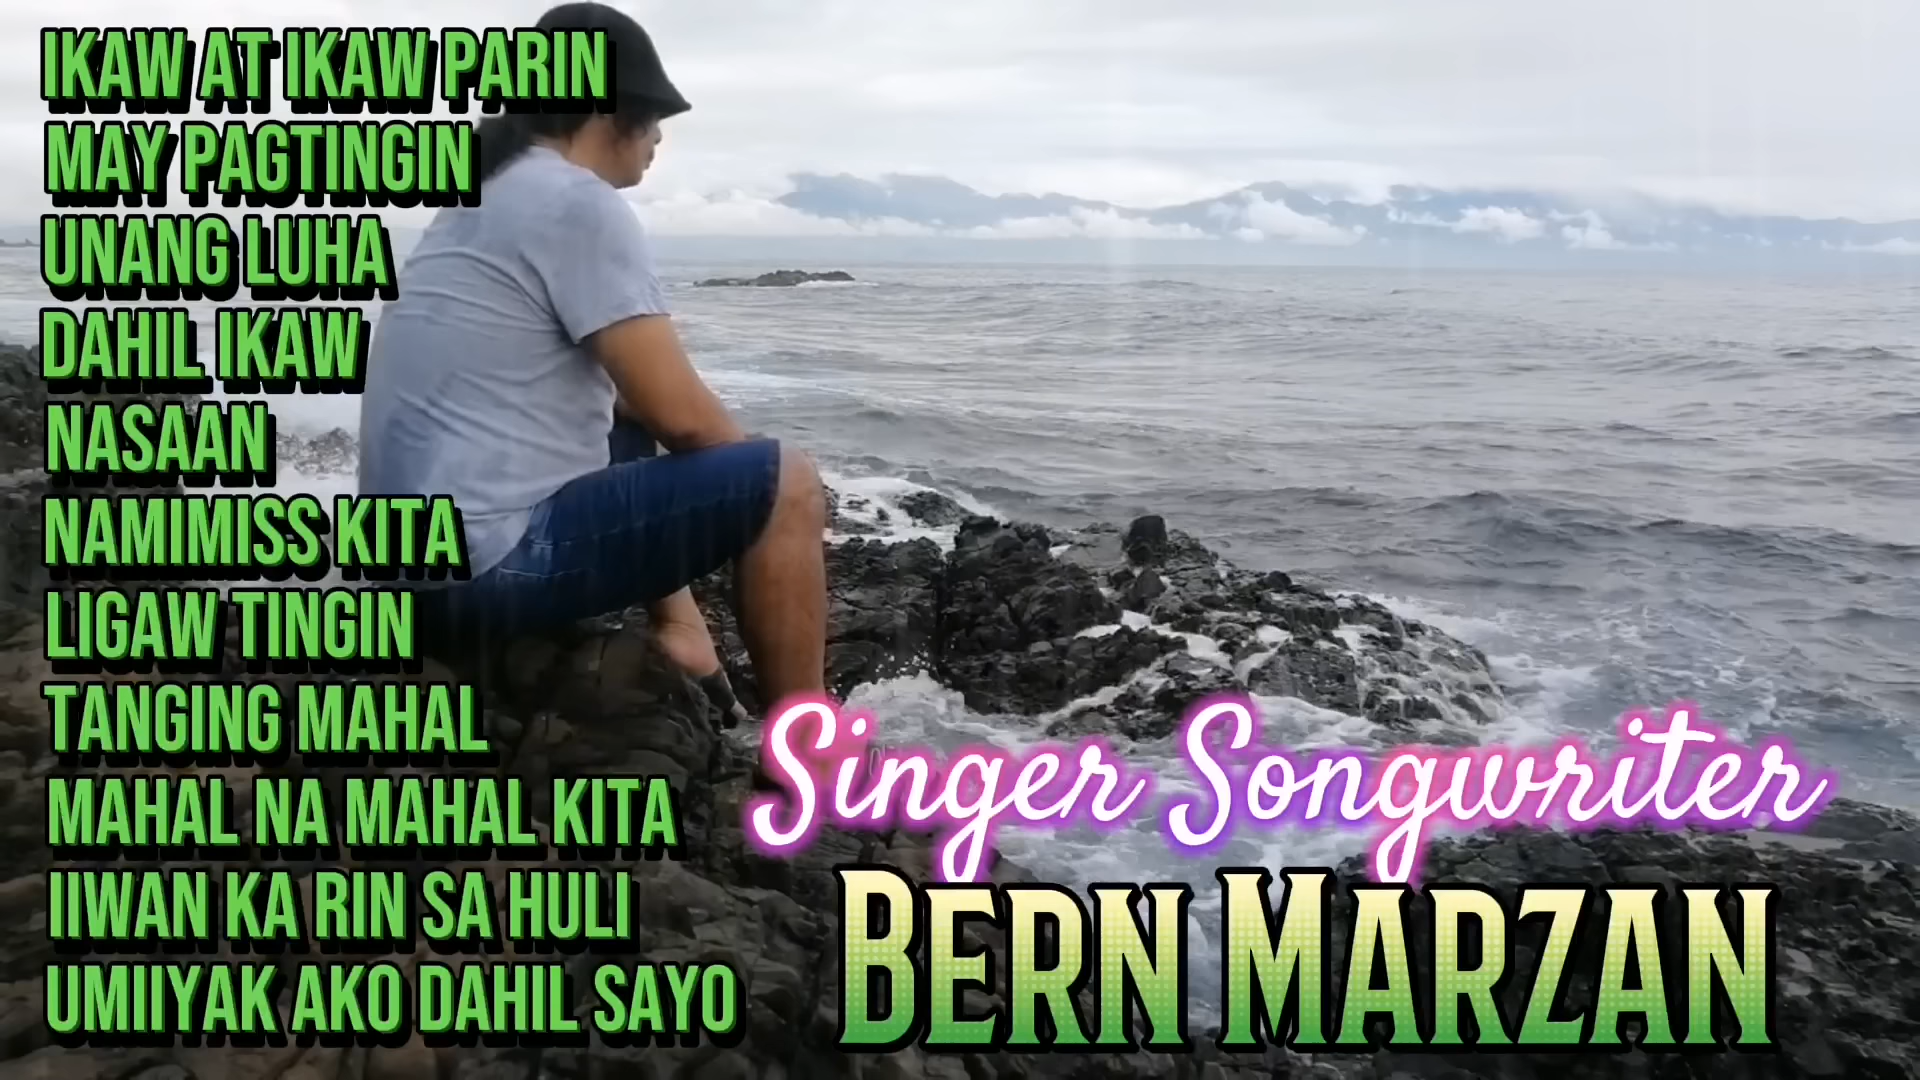 IKAW AT IKAW PARIN
MAY PAGTINGIN
UNANG LUHA
DAHIL IKAW
NASAAN
NAMIMISS KITA
LIGAW TINGIN
TANGING MAHAL
MAHAL NA MAHAL KITA
IIWAN KA RIN SA HULI
UMIIYAK AKO DAHIL SAYO
Singer Songwriter
BERN MARZAN